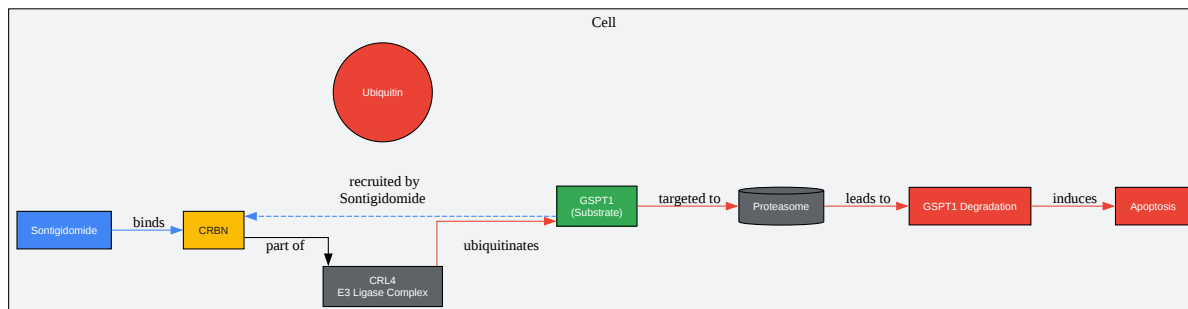 Cell
Ubiquitin
recruited by
Sontigidomide
Sontigidomide
binds
CRBN
part of
CRL4
E3 Ligase Complex
ubiquitinates
GSPT1
(Substrate)
targeted to
Proteasome
leads to
GSPT1 Degradation
induces
Apoptosis